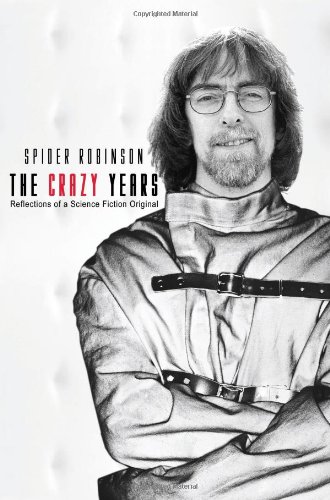 Copyrighted Material
SPIDER ROBINSON
THE CRAZY YEARS
Reflections of a Science Fiction Original